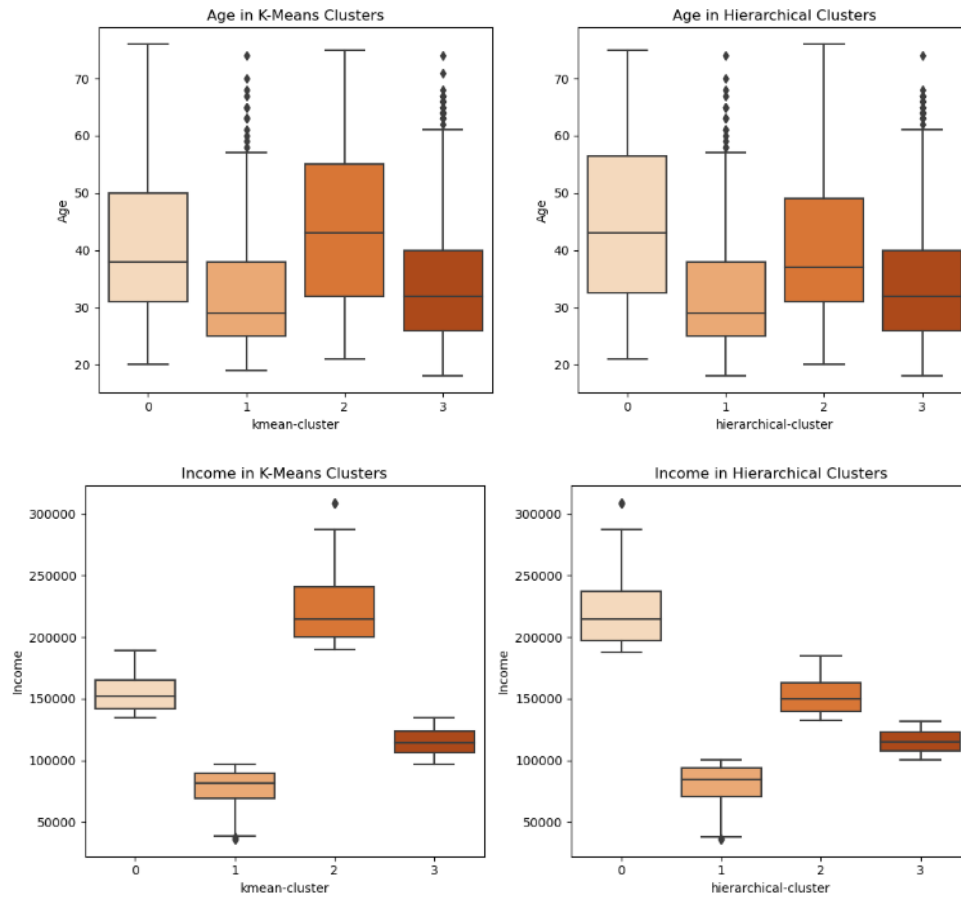 Age in K-Means Clusters
Age
70
60
50
40
30
20
0 1 2 3
kmean-cluster
Age in Hierarchical Clusters
Age
70
60
50
40
30
20
0 1 2 3
hierarchical-cluster
Income in K-Means Clusters
Income
300000
250000
200000
150000
100000
50000
0 1 2 3
kmean-cluster
Income in Hierarchical Clusters
Income
300000
250000
200000
150000
100000
50000
0 1 2 3
hierarchical-cluster